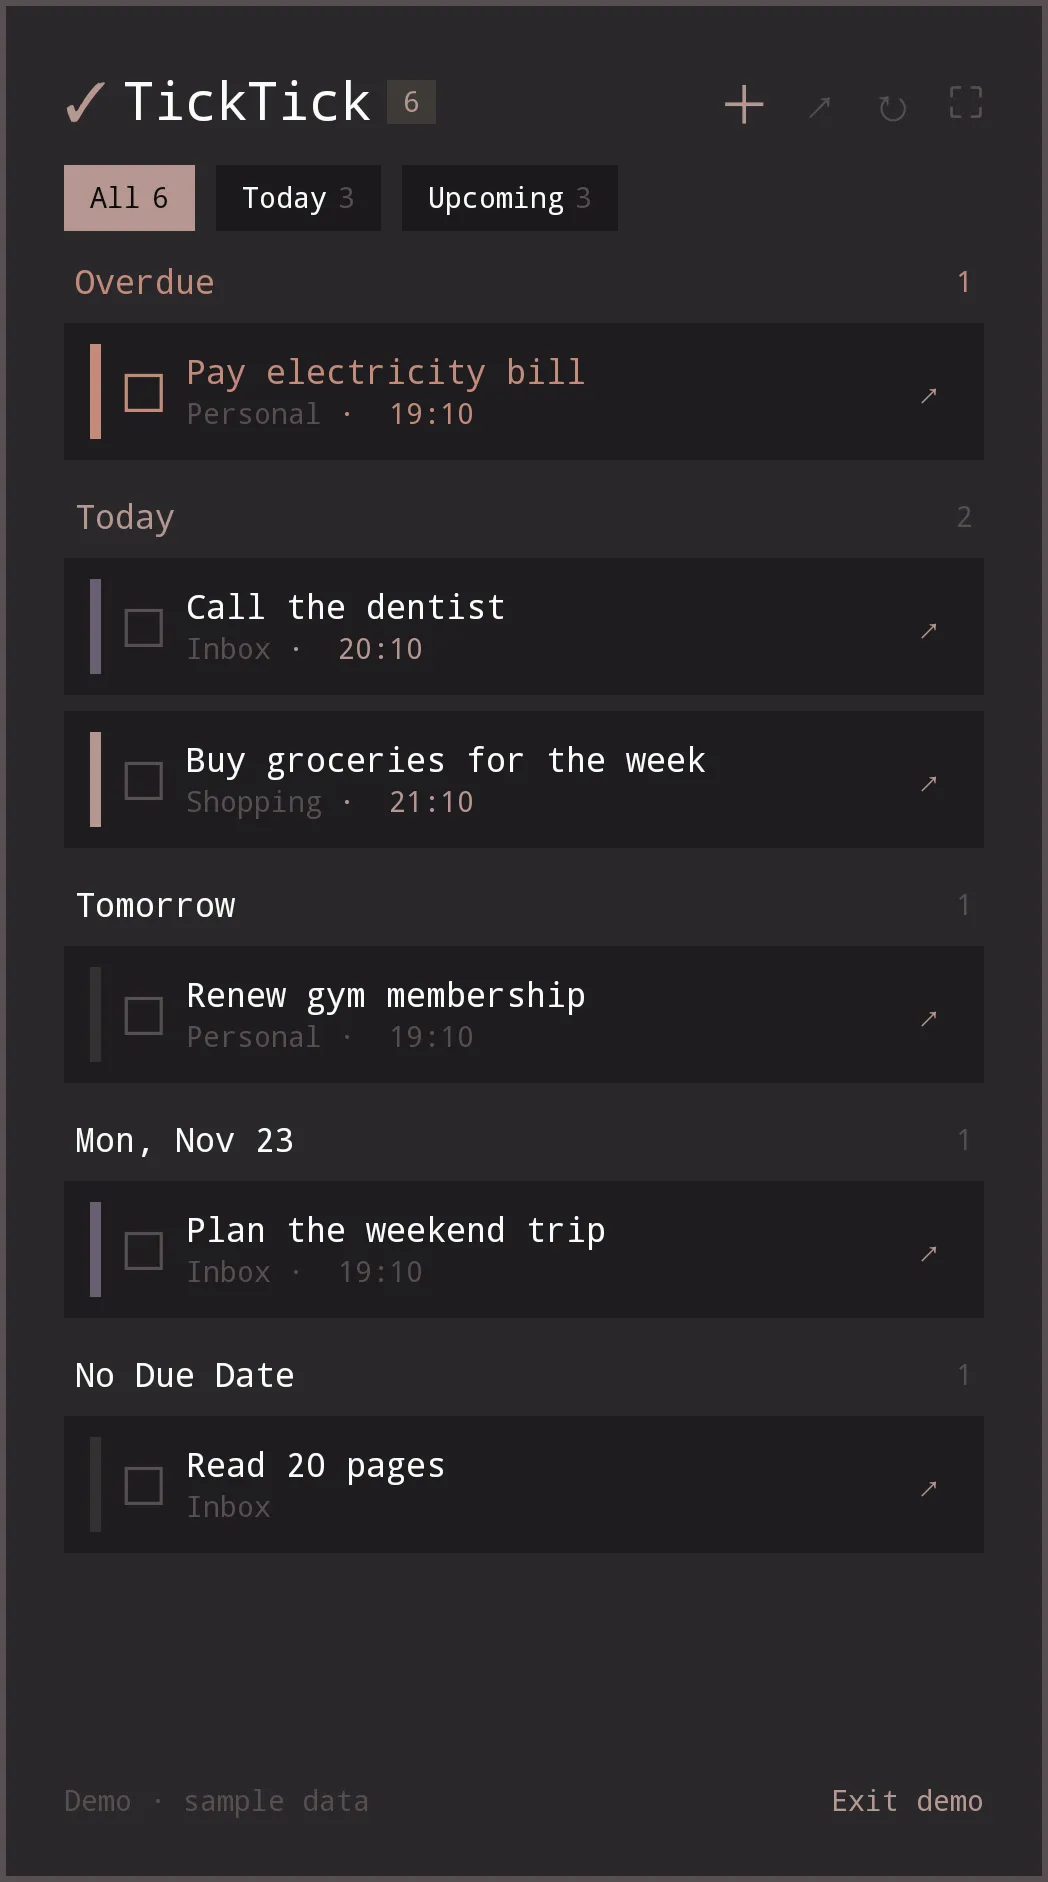 ✓ TickTick 6
All 6 Today 3 Upcoming 3
Overdue 1
Pay electricity bill
Personal · 19:10
Today 2
Call the dentist
Inbox · 20:10
Buy groceries for the week
Shopping · 21:10
Tomorrow 1
Renew gym membership
Personal · 19:10
Mon, Nov 23 1
Plan the weekend trip
Inbox · 19:10
No Due Date 1
Read 20 pages
Inbox
Demo · sample data Exit demo